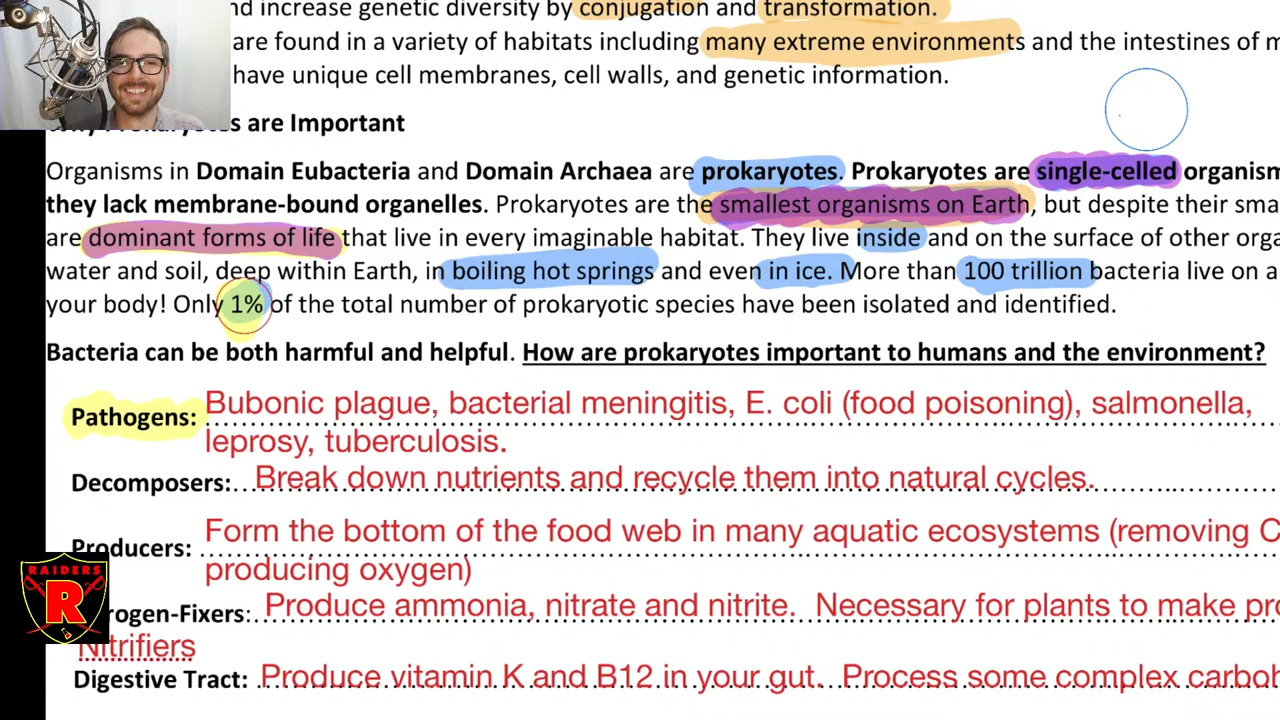 nd increase genetic diversity by conjugation and transformation.
are found in a variety of habitats including many extreme environments and the intestines of m
have unique cell membranes, cell walls, and genetic information.
Why Prokaryotes are Important
Organisms in Domain Eubacteria and Domain Archaea are prokaryotes. Prokaryotes are single-celled organism
they lack membrane-bound organelles. Prokaryotes are the smallest organisms on Earth, but despite their sma
are dominant forms of life that live in every imaginable habitat. They live inside and on the surface of other orga
water and soil, deep within Earth, in boiling hot springs and even in ice. More than 100 trillion bacteria live on a
your body! Only 1% of the total number of prokaryotic species have been isolated and identified.
Bacteria can be both harmful and helpful. How are prokaryotes important to humans and the environment?
Pathogens: Bubonic plague, bacterial meningitis, E. coli (food poisoning), salmonella,
leprosy, tuberculosis.
Decomposers: Break down nutrients and recycle them into natural cycles.
Producers: Form the bottom of the food web in many aquatic ecosystems (removing C
producing oxygen)
RAIDERS
R
rogen-Fixers: Produce ammonia, nitrate and nitrite. Necessary for plants to make pro
Nitrifiers
Digestive Tract: Produce vitamin K and B12 in your gut. Process some complex carboh